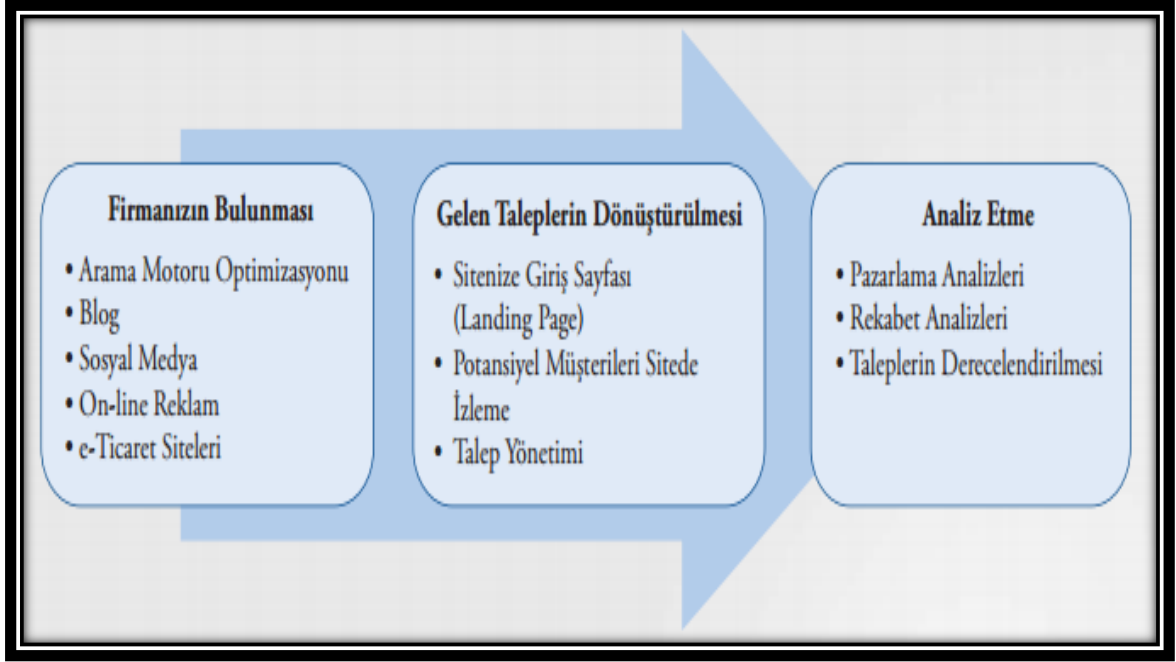 Firmanızın Bulunması
• Arama Motoru Optimizasyonu
• Blog
• Sosyal Medya
• On-line Reklam
• e-Ticaret Siteleri
Gelen Taleplerin Dönüştürülmesi
• Sitenize Giriş Sayfası
(Landing Page)
• Potansiyel Müşterileri Sitede
İzleme
• Talep Yönetimi
Analiz Etme
• Pazarlama Analizleri
• Rekabet Analizleri
• Taleplerin Derecelendirilmesi